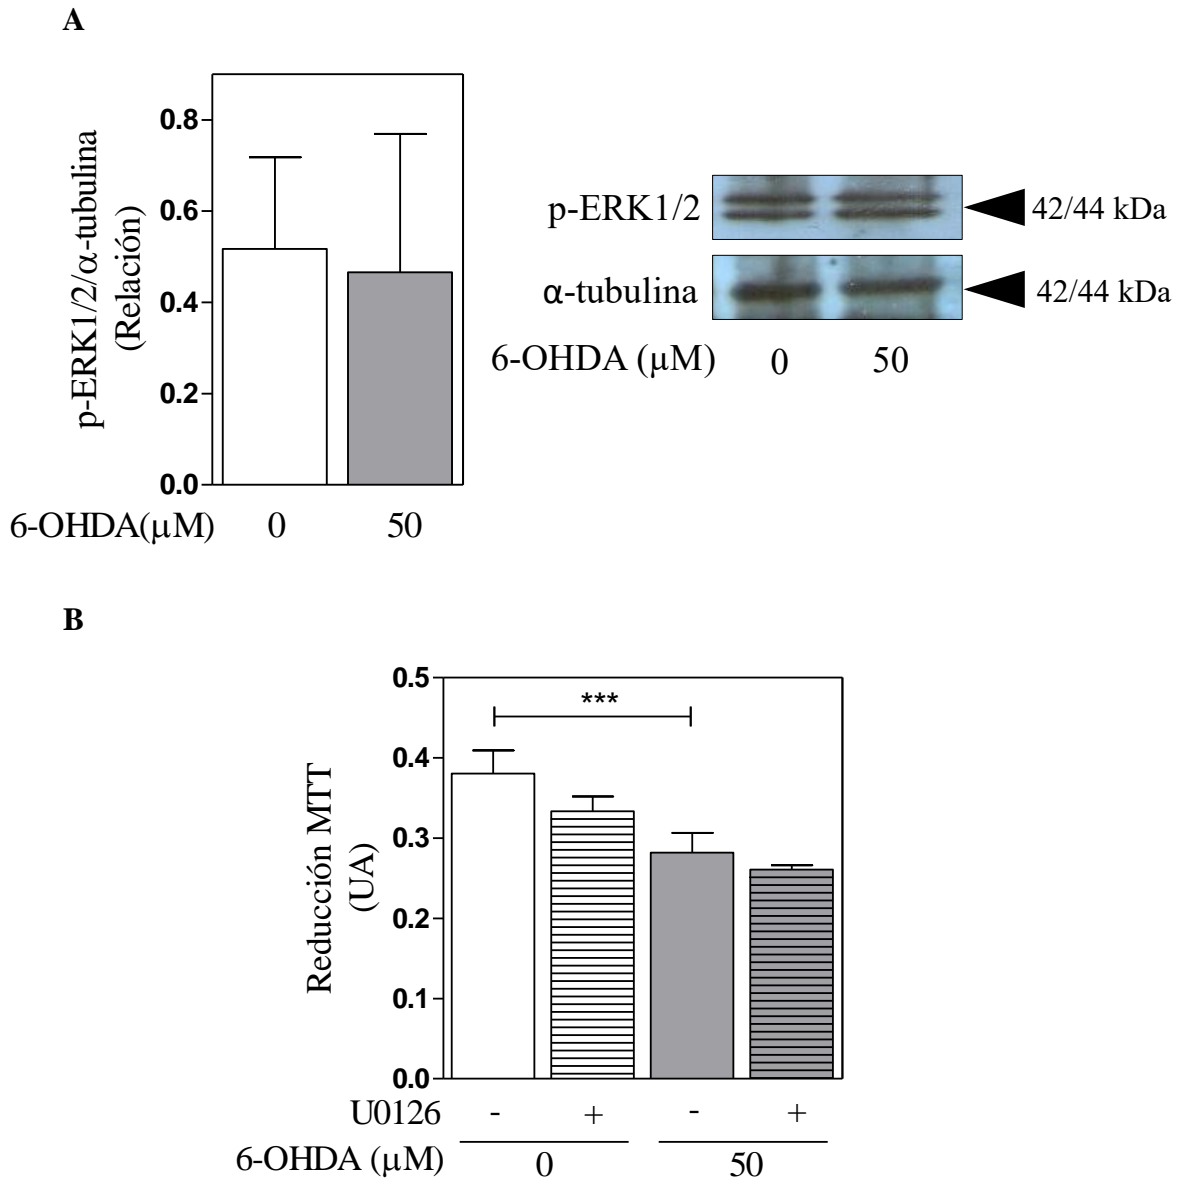 A
p-ERK1/2/α-tubulina
(Relación)
0.8
0.6
0.4
0.2
0.0
6-OHDA(µM) 0 50
p-ERK1/2 42/44 kDa
α-tubulina 42/44 kDa
6-OHDA (µM) 0 50
B
Reducción MTT
(UA)
0.5
0.4
0.3
0.2
0.1
0.0
***
U0126 - + - +
6-OHDA (µM) 0 50